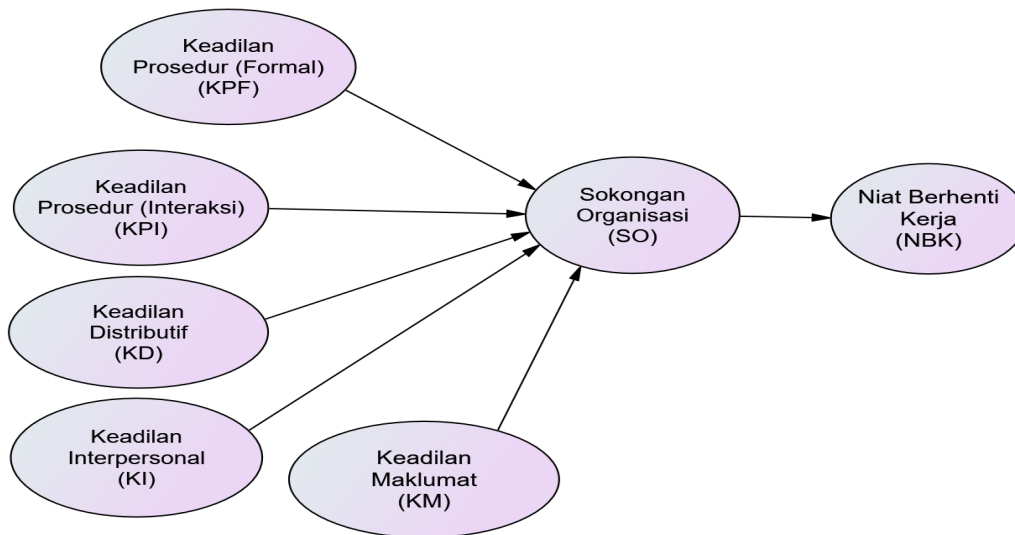 Keadilan
Prosedur (Formal)
(KPF)
Keadilan
Prosedur (Interaksi)
(KPI)
Keadilan
Distributif
(KD)
Keadilan
Interpersonal
(KI)
Keadilan
Maklumat
(KM)
Sokongan
Organisasi
(SO)
Niat Berhenti
Kerja
(NBK)